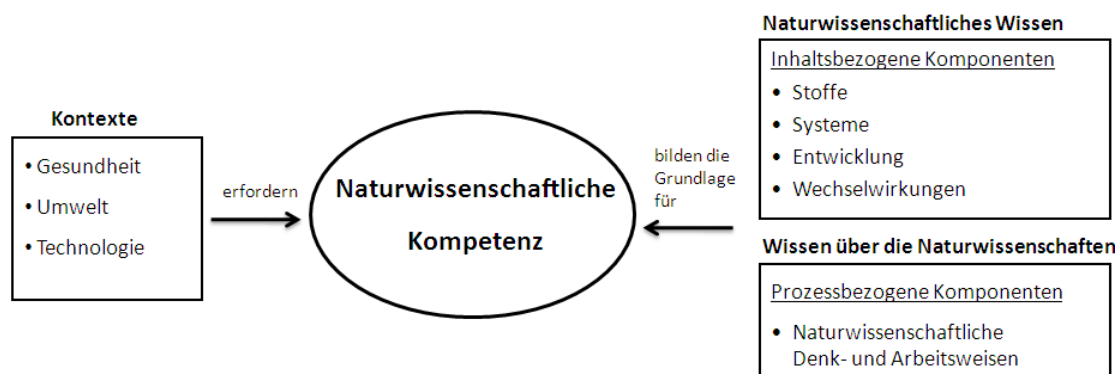 Kontexte
• Gesundheit
• Umwelt
• Technologie
erfordern
Naturwissenschaftliche
Kompetenz
bilden die
Grundlage
für
Naturwissenschaftliches Wissen
Inhaltsbezogene Komponenten
• Stoffe
• Systeme
• Entwicklung
• Wechselwirkungen
Wissen über die Naturwissenschaften
Prozessbezogene Komponenten
• Naturwissenschaftliche
Denk- und Arbeitsweisen